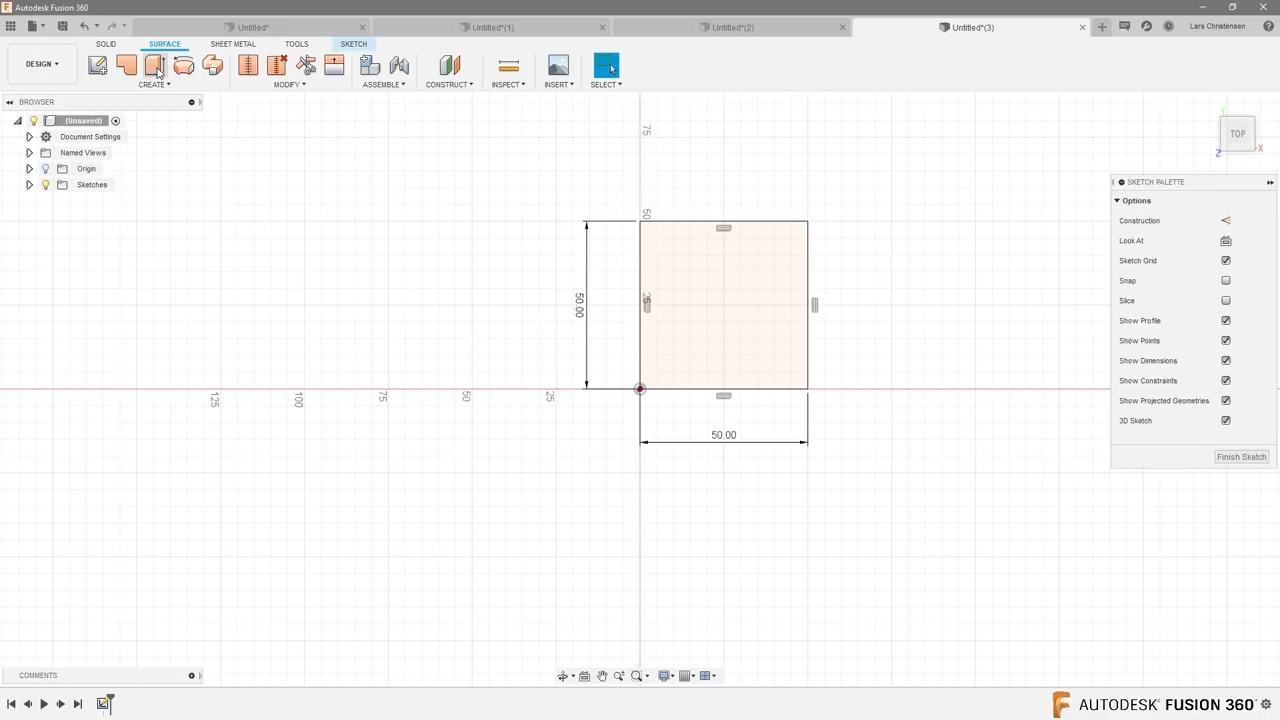 Autodesk Fusion 360
Untitled*
Untitled*(1)
Untitled*(2)
Untitled*(3)
Lars Christensen
DESIGN
SOLID
SURFACE
SHEET METAL
TOOLS
SKETCH
CREATE
MODIFY
ASSEMBLE
CONSTRUCT
INSPECT
INSERT
SELECT
BROWSER
(Unsaved)
Document Settings
Named Views
Origin
Sketches
75
50
25
50.00
50.00
125
100
75
50
25
TOP
Y
Z
X
SKETCH PALETTE
Options
Construction
Look At
Sketch Grid
Snap
Slice
Show Profile
Show Points
Show Dimensions
Show Constraints
Show Projected Geometries
3D Sketch
Finish Sketch
COMMENTS
AUTODESK® FUSION 360°